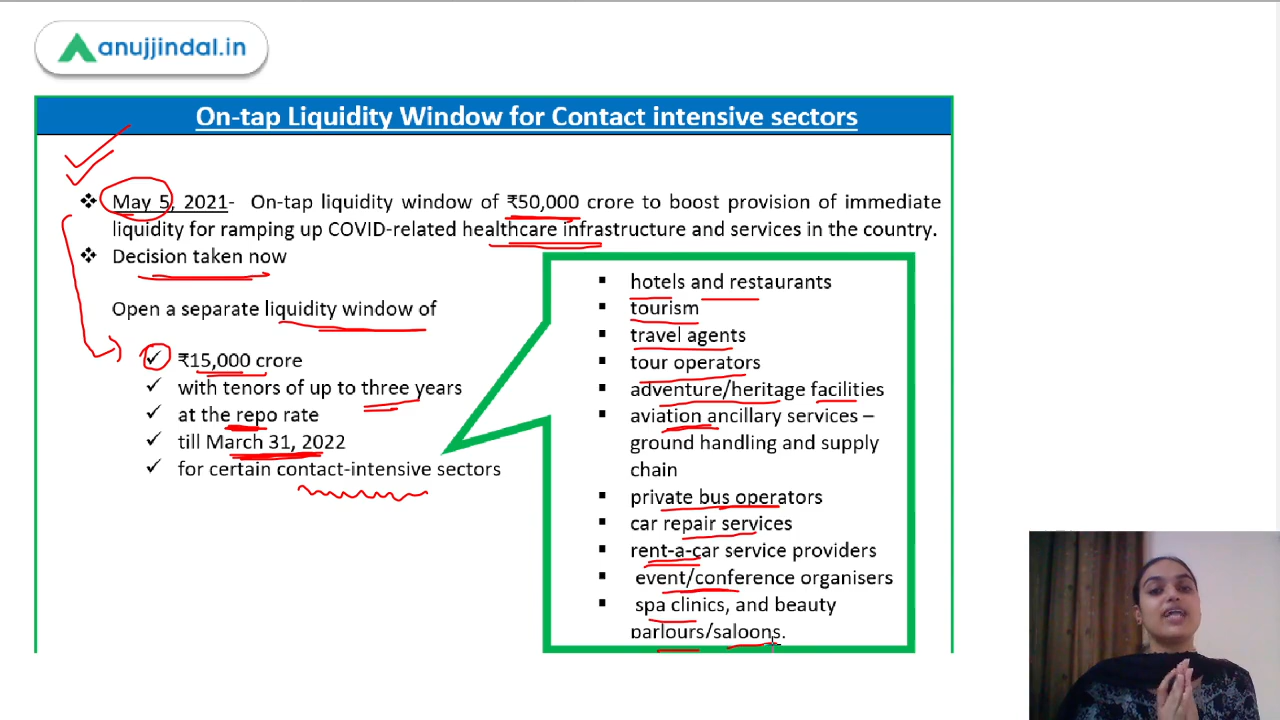 anujjindal.in
On-tap Liquidity Window for Contact intensive sectors
❖ May 5, 2021- On-tap liquidity window of ₹50,000 crore to boost provision of immediate
liquidity for ramping up COVID-related healthcare infrastructure and services in the country.
❖ Decision taken now
Open a separate liquidity window of
✓ ₹15,000 crore
✓ with tenors of up to three years
✓ at the repo rate
✓ till March 31, 2022
✓ for certain contact-intensive sectors
▪ hotels and restaurants
▪ tourism
▪ travel agents
▪ tour operators
▪ adventure/heritage facilities
▪ aviation ancillary services –
ground handling and supply
chain
▪ private bus operators
▪ car repair services
▪ rent-a-car service providers
▪ event/conference organisers
▪ spa clinics, and beauty
parlours/saloons.